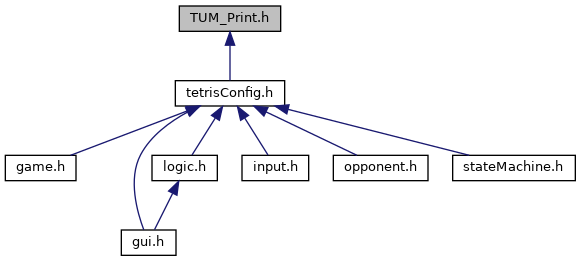 TUM_Print.h
tetrisConfig.h
game.h
logic.h
input.h
opponent.h
stateMachine.h
gui.h